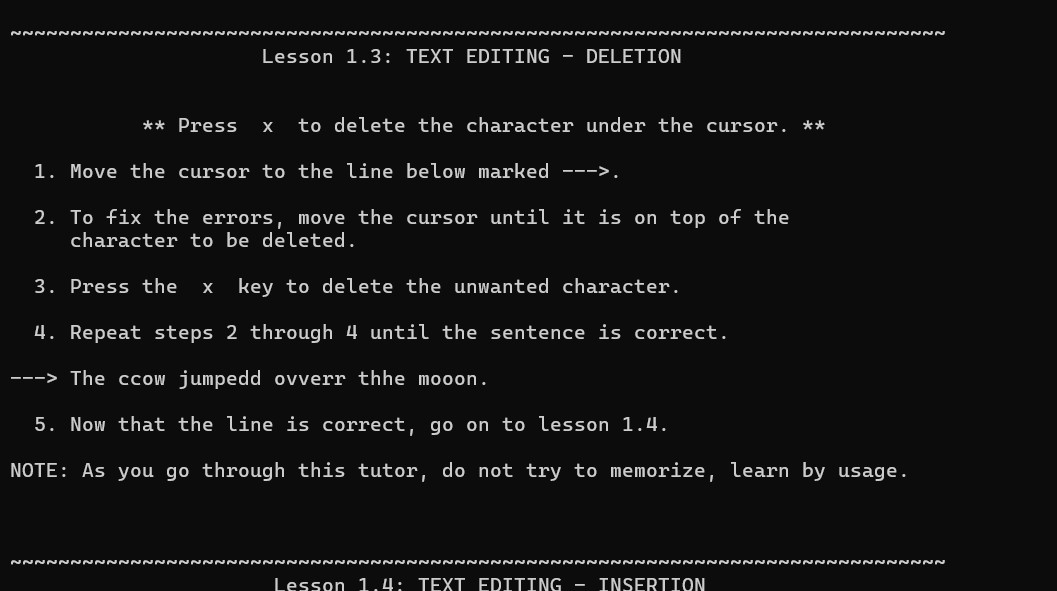 ~~~~~~~~~~~~~~~~~~~~~~~~~~~~~~~~~~~~~~~~~~~~~~~~~~~~~~~~~~~~~~~~~~~~~~~~~~~~~~
Lesson 1.3: TEXT EDITING - DELETION
** Press  x  to delete the character under the cursor. **
1. Move the cursor to the line below marked --->.
2. To fix the errors, move the cursor until it is on top of the
character to be deleted.
3. Press the  x  key to delete the unwanted character.
4. Repeat steps 2 through 4 until the sentence is correct.
---> The ccow jumpedd ovverr thhe mooon.
5. Now that the line is correct, go on to lesson 1.4.
NOTE: As you go through this tutor, do not try to memorize, learn by usage.
~~~~~~~~~~~~~~~~~~~~~~~~~~~~~~~~~~~~~~~~~~~~~~~~~~~~~~~~~~~~~~~~~~~~~~~~~~~~~~
Lesson 1.4: TEXT EDITING - INSERTION